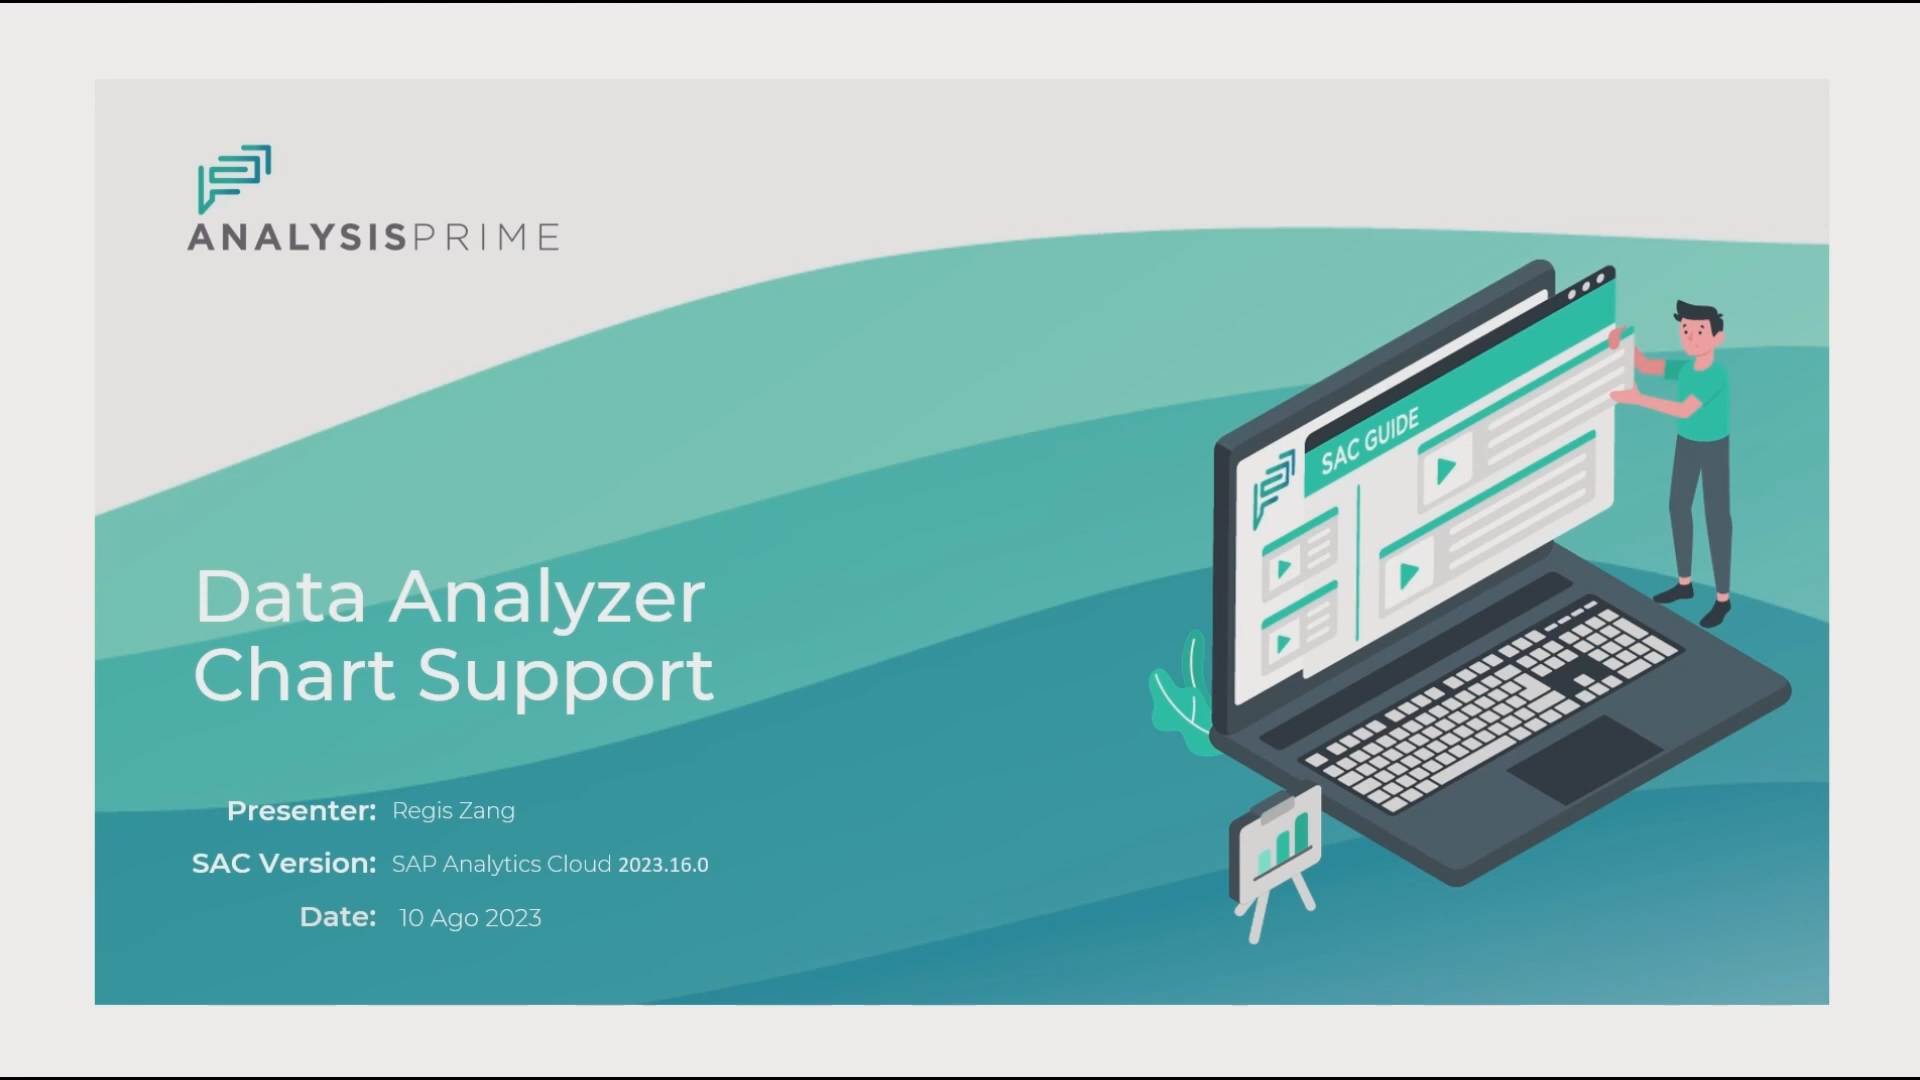 ANALYSISPRIME
SAC GUIDE
Data Analyzer
Chart Support
Presenter: Regis Zang
SAC Version: SAP Analytics Cloud 2023.16.0
Date: 10 Ago 2023